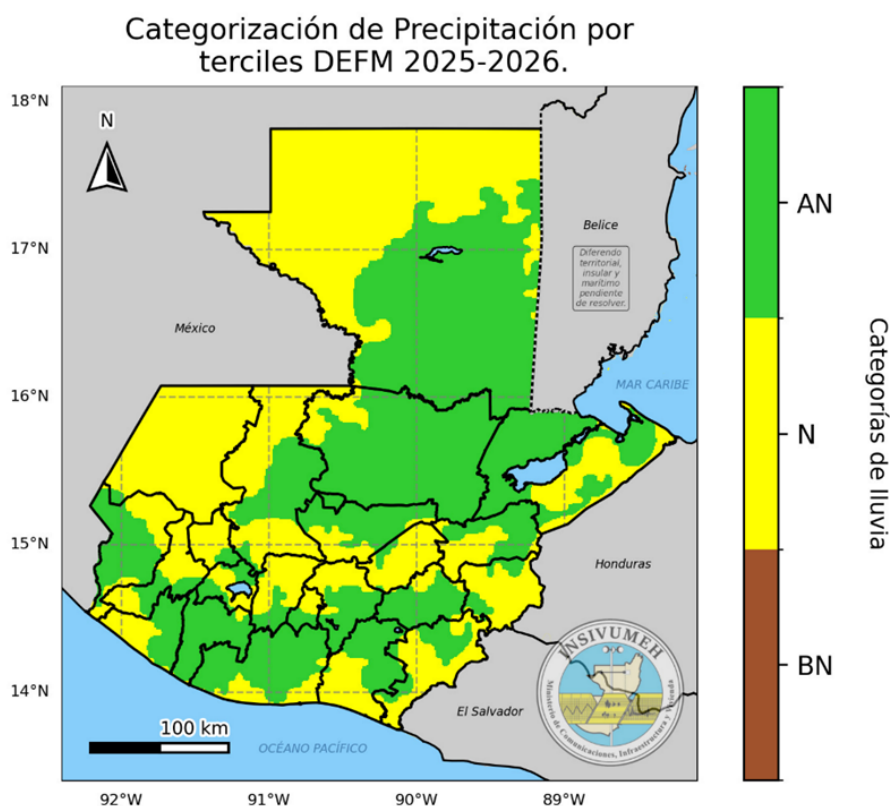 Categorización de Precipitación por
terciles DEFM 2025-2026.
18°N
17°N
16°N
15°N
14°N
92°W
91°W
90°W
89°W
N
Belice
Diferendo
territorial,
insular y
marítimo
pendiente
de resolver.
México
MAR CARIBE
Honduras
El Salvador
OCÉANO PACÍFICO
100 km
INSIVUMEH
Ministerio de Comunicaciones, Infraestructura y Vivienda
AN
N
BN
Categorías de lluvia